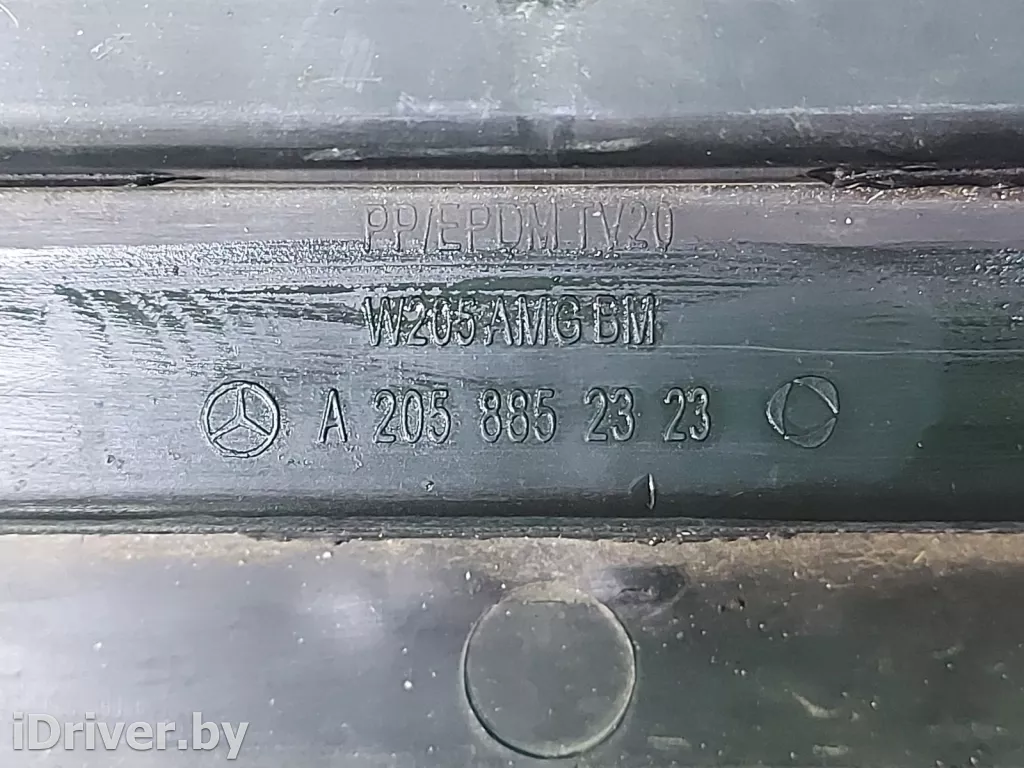 PP/EPDM TV20
W205 AMG BM
A 205 885 23 23
iDriver.by